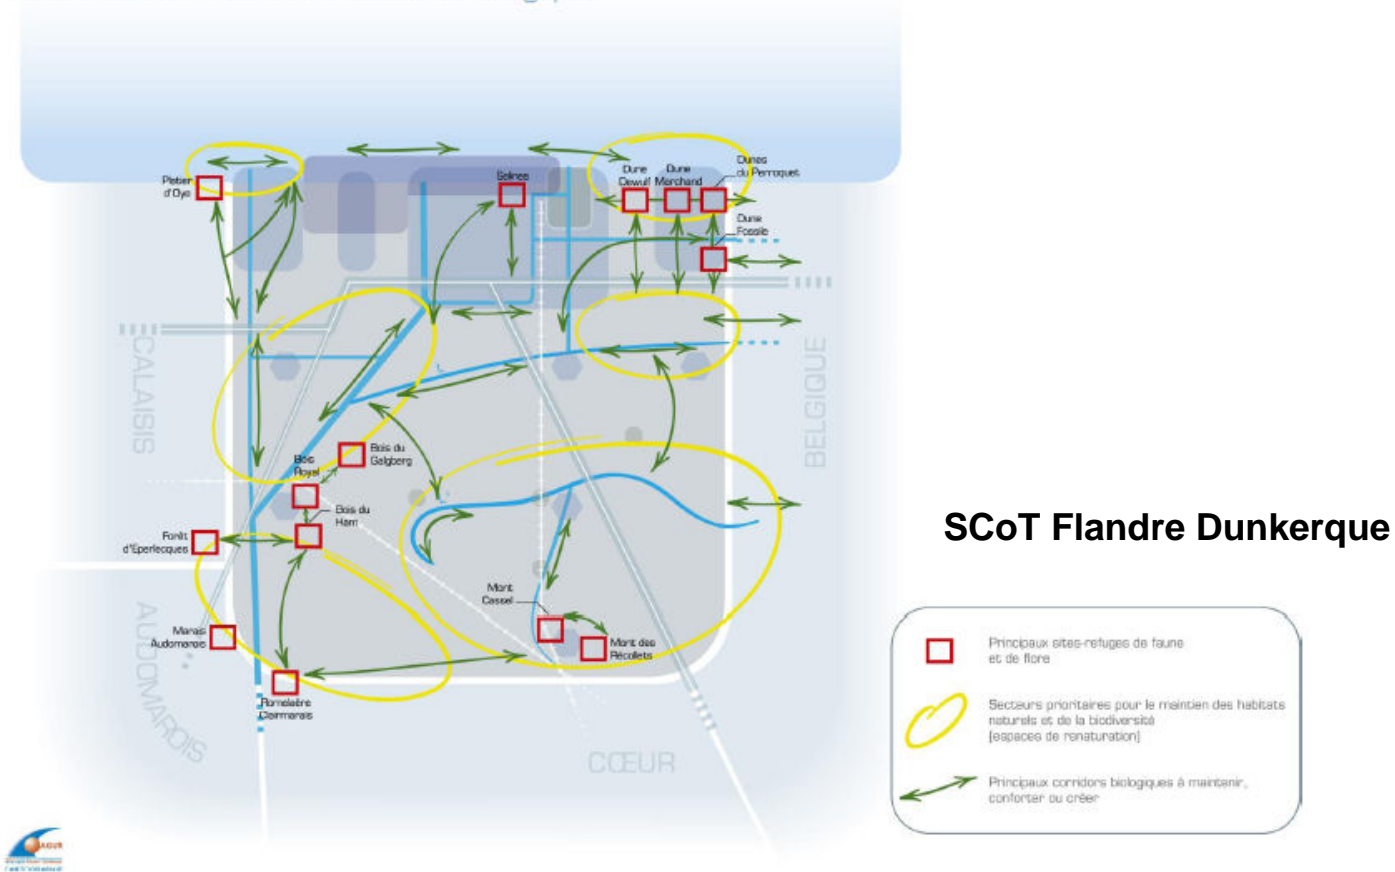 Platier
d'Oye
Salines
Dune
Dewulf
Dune
Marchand
Dunes
du Perroquet
Dune
Fossile
CALAISIS
BELGIQUE
Bois
Royal
Bois du
Galgberg
Bois du
Ham
Forêt
d'Eperlecques
SCoT Flandre Dunkerque
Mont
Cassel
Marais
Audomarois
Mont des
Récollets
AUDOMAROIS
Romelaëre
Clairmarais
CŒUR
Principaux sites-refuges de faune
et de flore
Secteurs prioritaires pour le maintien des habitats
naturels et de la biodiversité
(espaces de renaturation)
Principaux corridors biologiques à maintenir,
conforter ou créer
AGUR